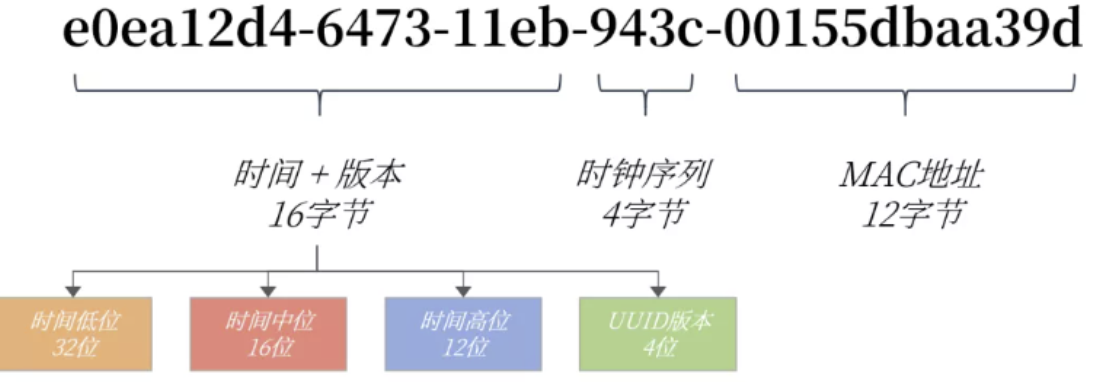 e0ea12d4-6473-11eb-943c-00155dbaa39d
时间 + 版本
16字节
时钟序列
4字节
MAC地址
12字节
时间低位
32位
时间中位
16位
时间高位
12位
UUID版本
4位